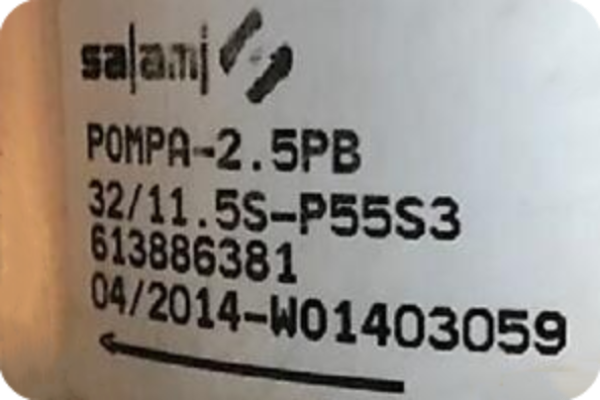 salami
POMPA-2.5PB
32/11.5S-P55S3
613886381
04/2014-W01403059